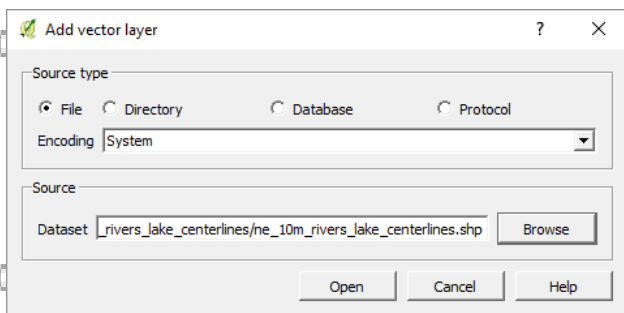 Add vector layer ?
Source type
File Directory Database Protocol
Encoding System
Source
Dataset _rivers_lake_centerlines/ne_10m_rivers_lake_centerlines.shp Browse
Open Cancel Help